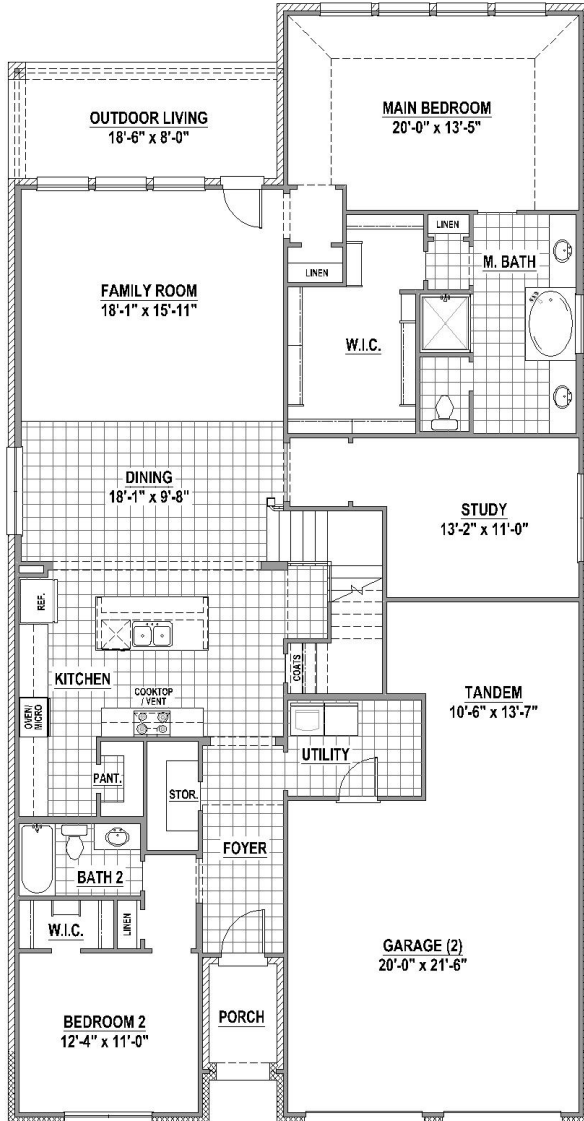 MAIN BEDROOM
20'-0" x 13'-5"
OUTDOOR LIVING
18'-6" x 8'-0"
LINEN
M. BATH
LINEN
FAMILY ROOM
18'-1" x 15'-11"
W.I.C.
DINING
18'-1" x 9'-8"
STUDY
13'-2" x 11'-0"
REF.
KITCHEN
COATS
TANDEM
10'-6" x 13'-7"
COOKTOP
/ VENT
OVEN/
MICRO
UTILITY
PANT.
STOR.
FOYER
BATH 2
LINEN
W.I.C.
GARAGE (2)
20'-0" x 21'-6"
PORCH
BEDROOM 2
12'-4" x 11'-0"